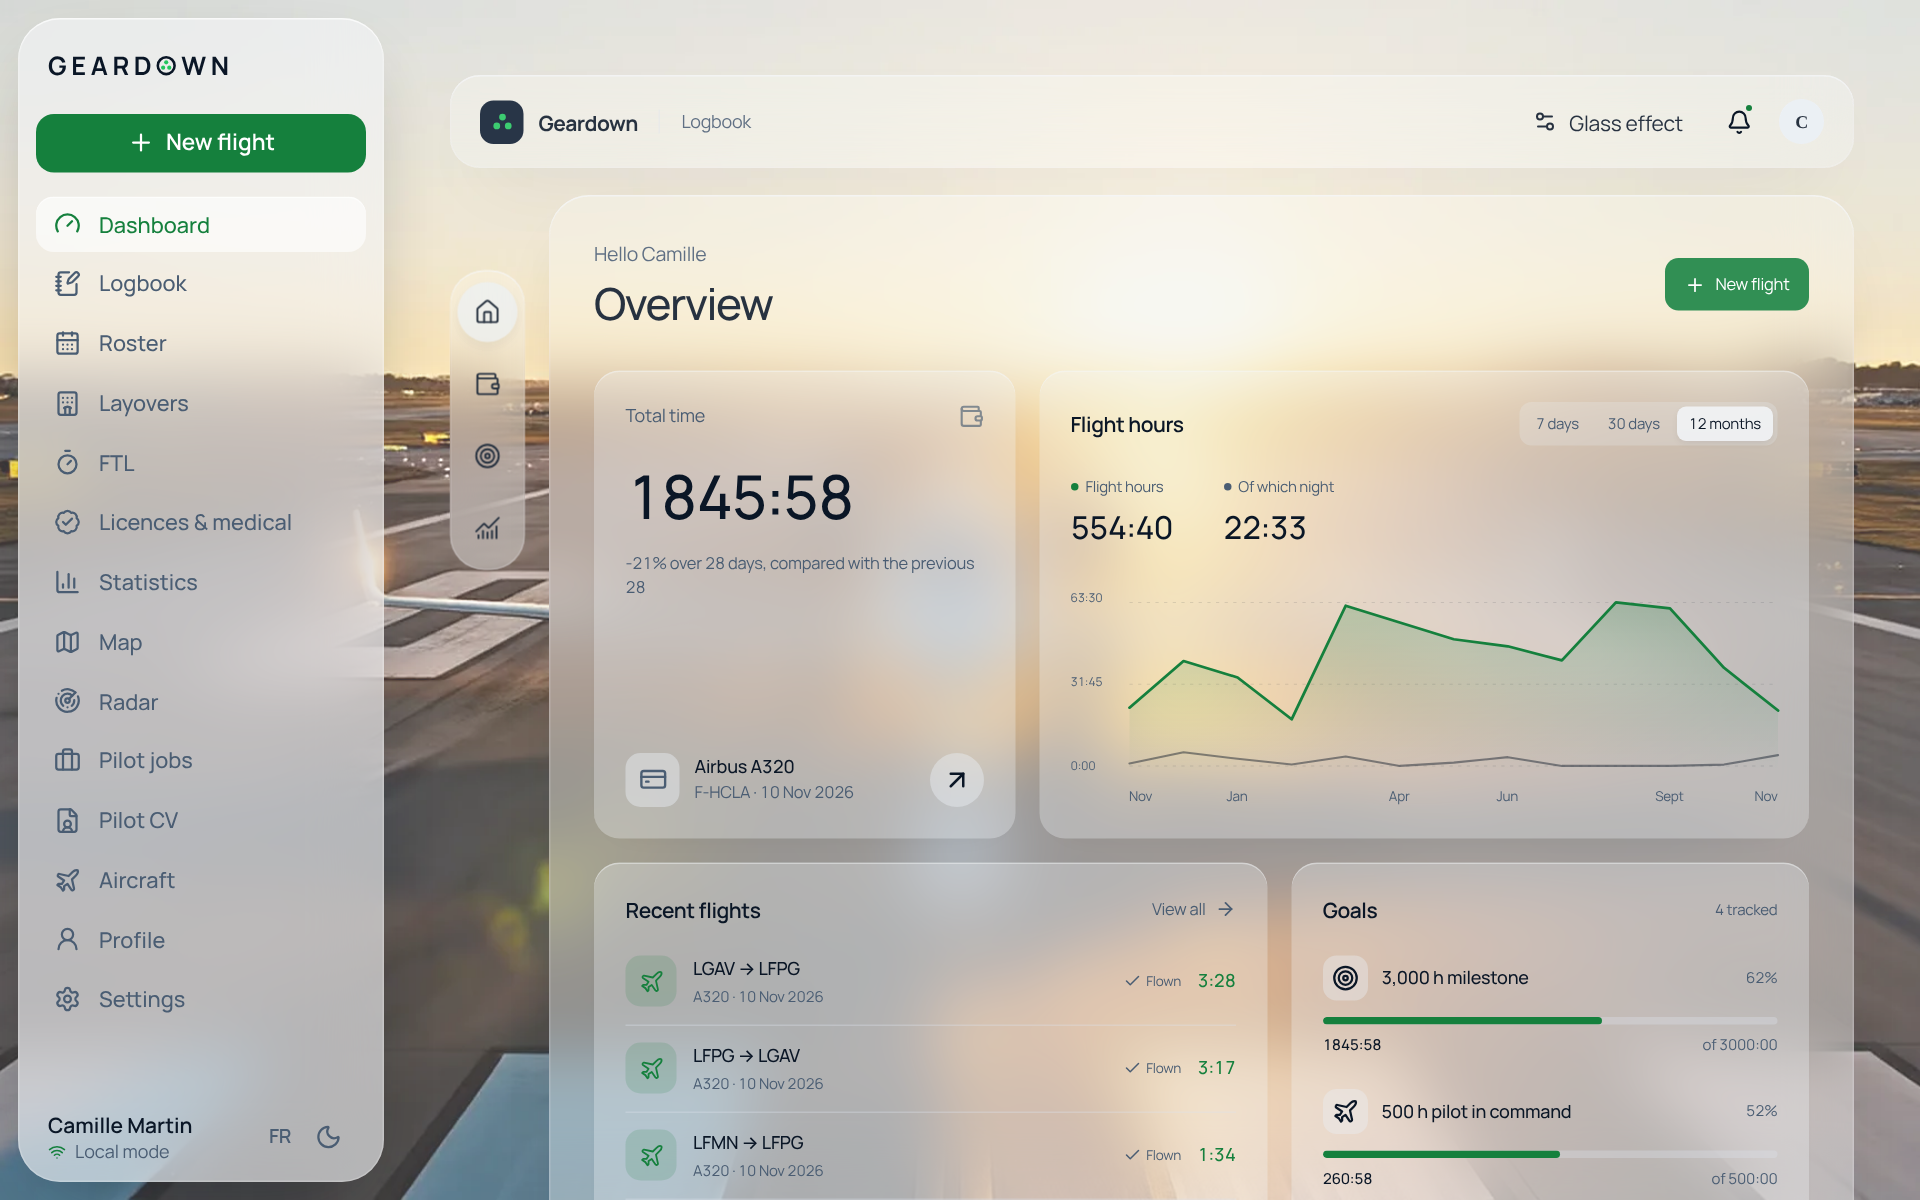 GEARDOWN
New flight
Dashboard
Logbook
Roster
Layovers
FTL
Licences & medical
Statistics
Map
Radar
Pilot jobs
Pilot CV
Aircraft
Profile
Settings
Camille Martin
Local mode
FR
Geardown
Logbook
Glass effect
C
Hello Camille
Overview
New flight
Total time
1845:58
-21% over 28 days, compared with the previous
28
Airbus A320
F-HCLA · 10 Nov 2026
Flight hours
7 days
30 days
12 months
Flight hours
554:40
Of which night
22:33
63:30
31:45
0:00
Nov
Jan
Apr
Jun
Sept
Nov
Recent flights
View all
LGAV → LFPG
A320 · 10 Nov 2026
Flown
3:28
LFPG → LGAV
A320 · 10 Nov 2026
Flown
3:17
LFMN → LFPG
A320 · 10 Nov 2026
Flown
1:34
Goals
4 tracked
3,000 h milestone
62%
1845:58
of 3000:00
500 h pilot in command
52%
260:58
of 500:00